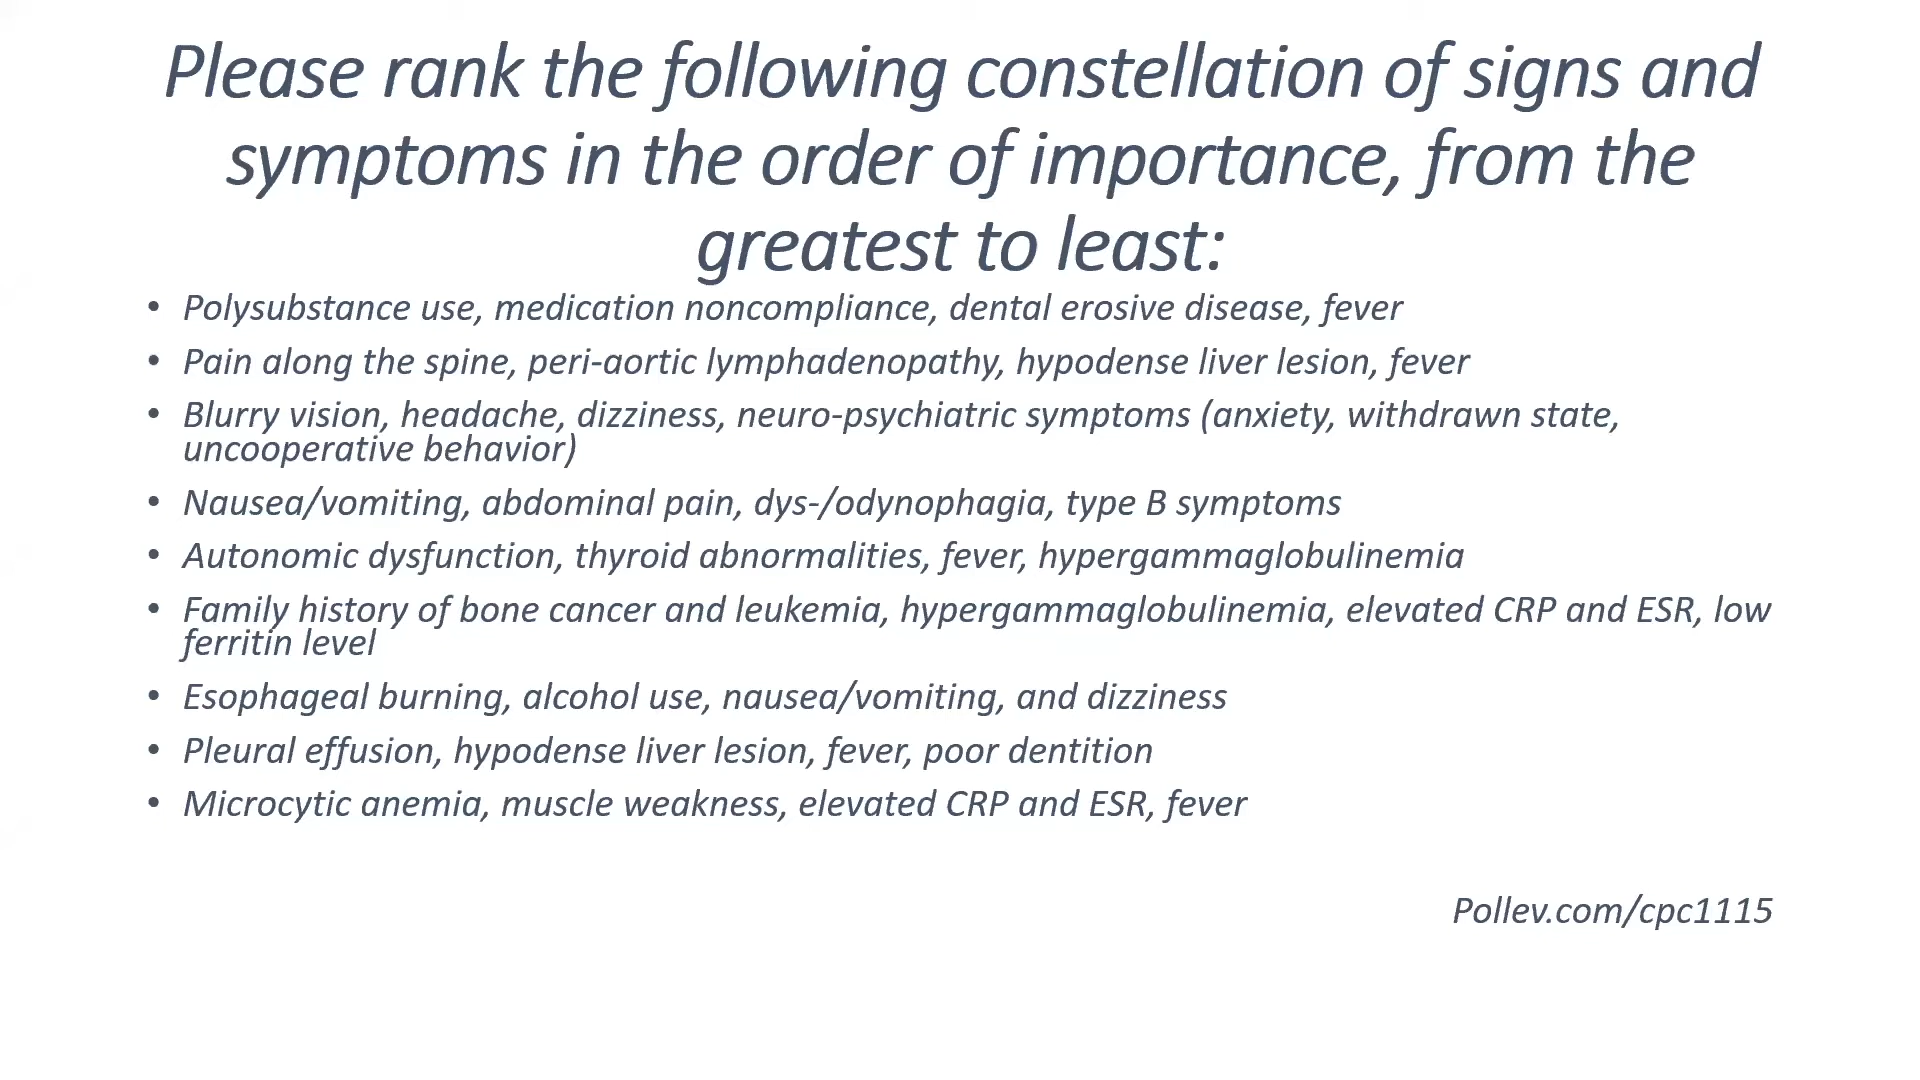 Please rank the following constellation of signs and
symptoms in the order of importance, from the
greatest to least:
• Polysubstance use, medication noncompliance, dental erosive disease, fever
• Pain along the spine, peri-aortic lymphadenopathy, hypodense liver lesion, fever
• Blurry vision, headache, dizziness, neuro-psychiatric symptoms (anxiety, withdrawn state,
uncooperative behavior)
• Nausea/vomiting, abdominal pain, dys-/odynophagia, type B symptoms
• Autonomic dysfunction, thyroid abnormalities, fever, hypergammaglobulinemia
• Family history of bone cancer and leukemia, hypergammaglobulinemia, elevated CRP and ESR, low
ferritin level
• Esophageal burning, alcohol use, nausea/vomiting, and dizziness
• Pleural effusion, hypodense liver lesion, fever, poor dentition
• Microcytic anemia, muscle weakness, elevated CRP and ESR, fever
Pollev.com/cpc1115